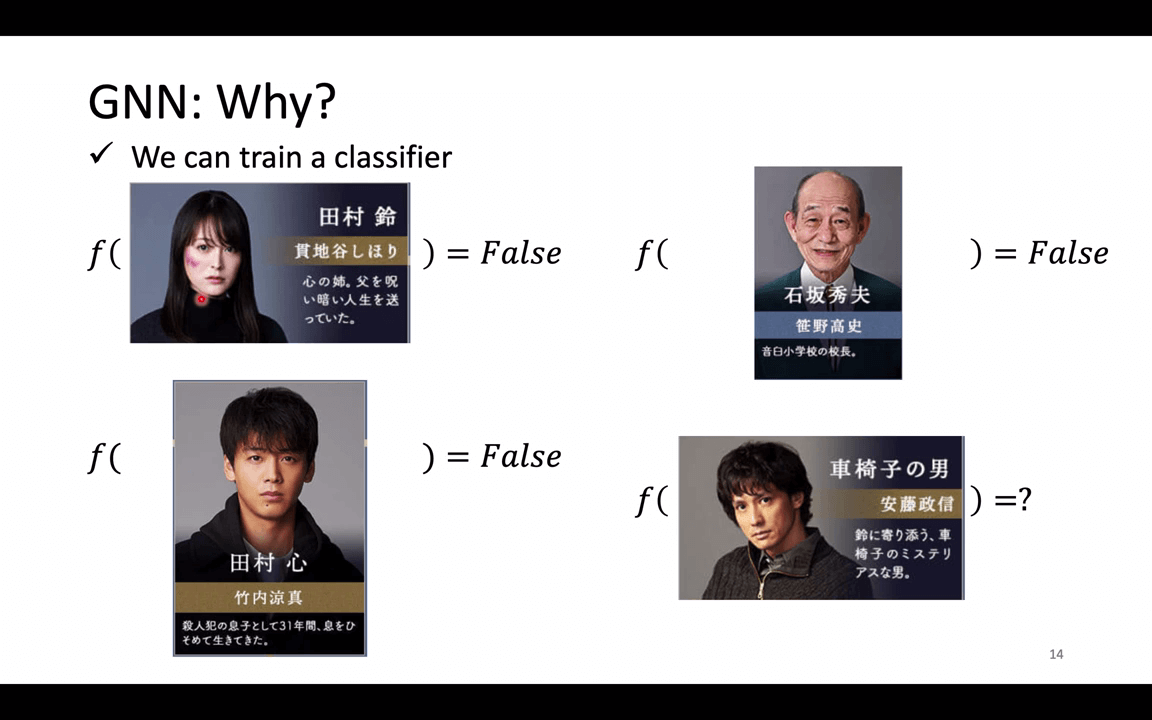 GNN: Why?
✓ We can train a classifier
f(
田村 鈴
貫地谷しほり
心の姉。父を呪
い暗い人生を送
っていた。
) = False
f(
石坂秀夫
笹野高史
音臼小学校の校長。
) = False
f(
田村 心
竹内涼真
殺人犯の息子として31年間、息をひ
そめて生きてきた。
) = False
f(
車椅子の男
安藤政信
鈴に寄り添う、車
椅子のミステリ
アスな男。
) =?
14